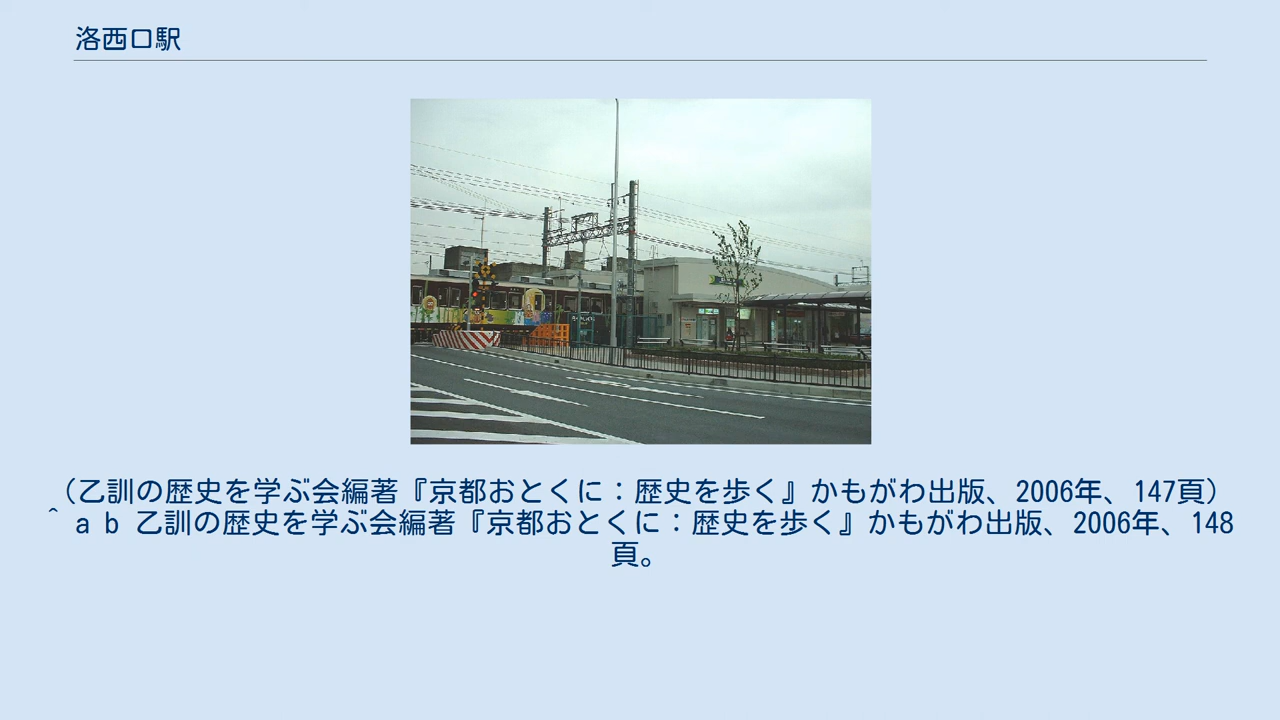 洛西口駅
（乙訓の歴史を学ぶ会編著『京都おとくに：歴史を歩く』かもがわ出版、2006年、147頁）
^ a b 乙訓の歴史を学ぶ会編著『京都おとくに：歴史を歩く』かもがわ出版、2006年、148
頁。